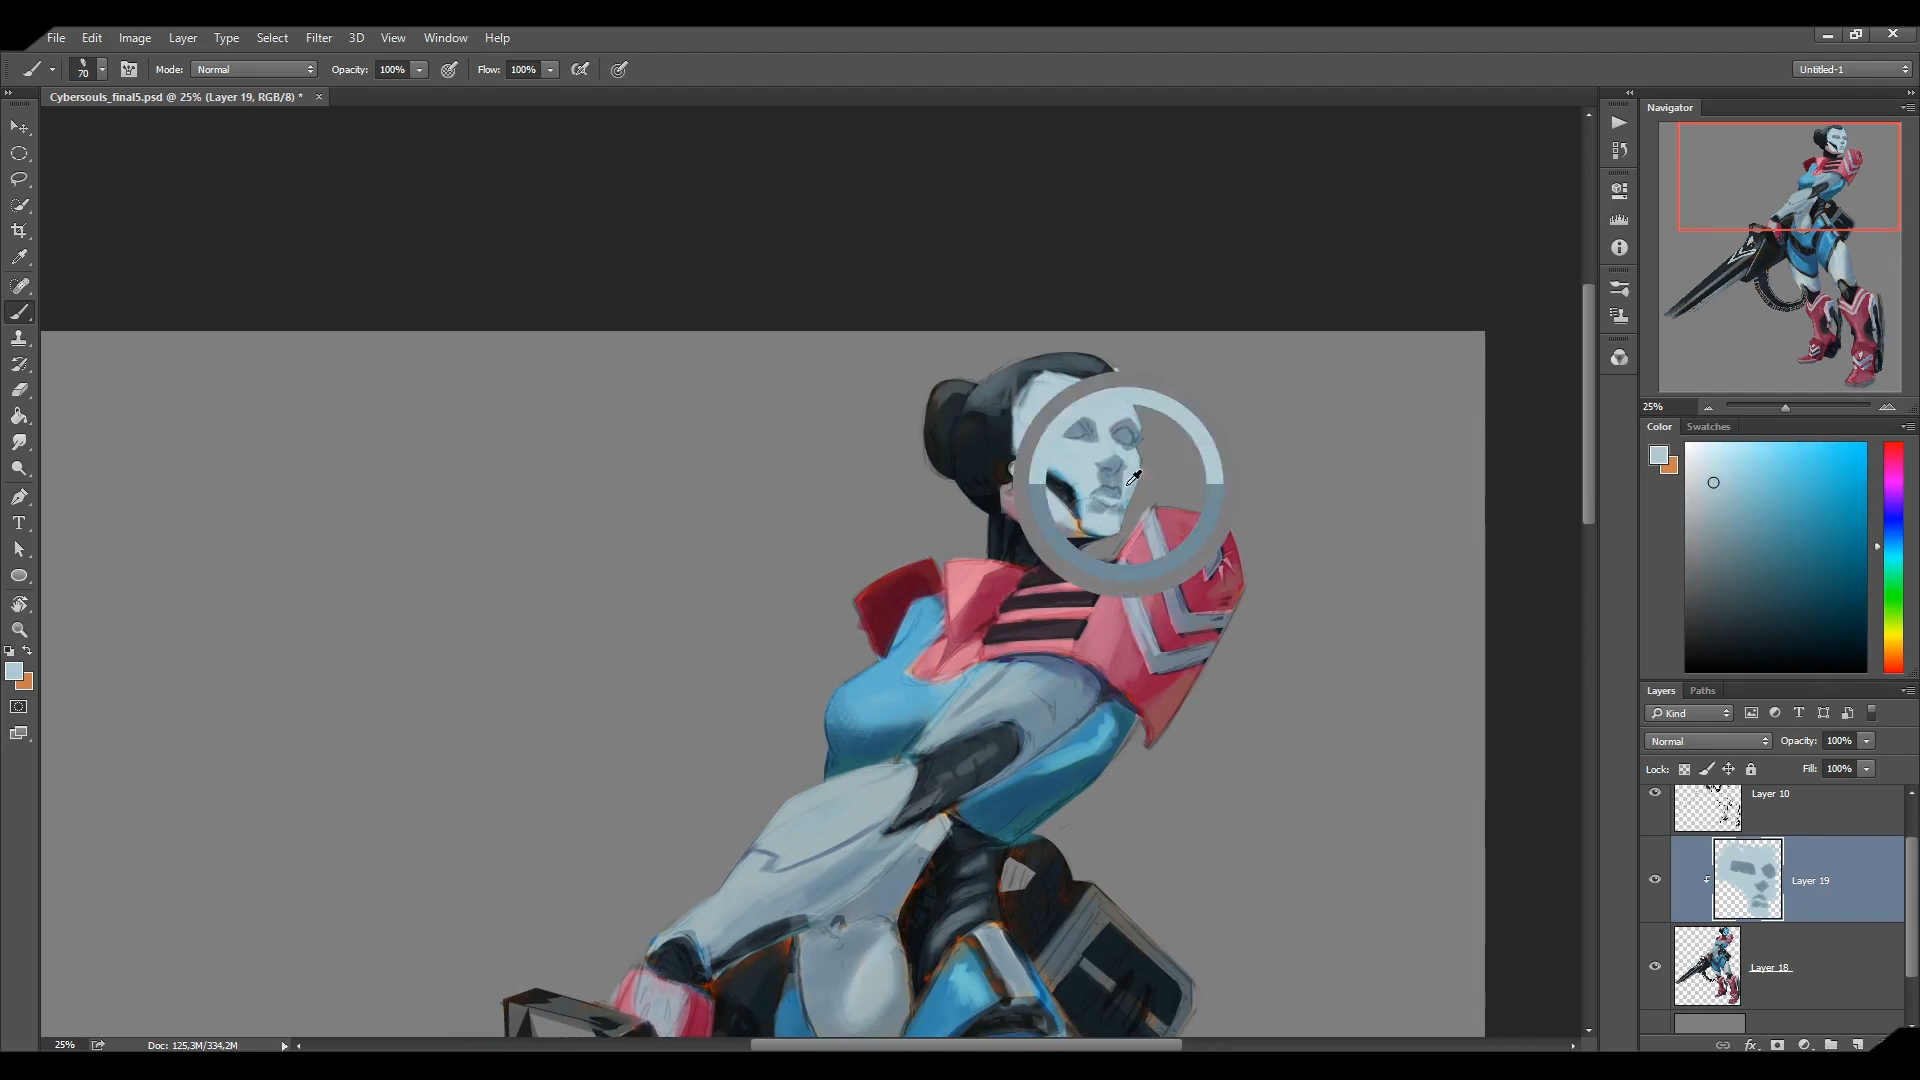 File Edit Image Layer Type Select Filter 3D View Window Help
70 Mode: Normal Opacity: 100% Flow: 100% Untitled-1
Cybersouls_final5.psd @ 25% (Layer 19, RGB/8) * ×
Navigator
25%
Color Swatches
Layers Paths
Kind
Normal Opacity: 100%
Lock: Fill: 100%
Layer 10
Layer 19
Layer 18
25% Doc: 125,3M/334,2M